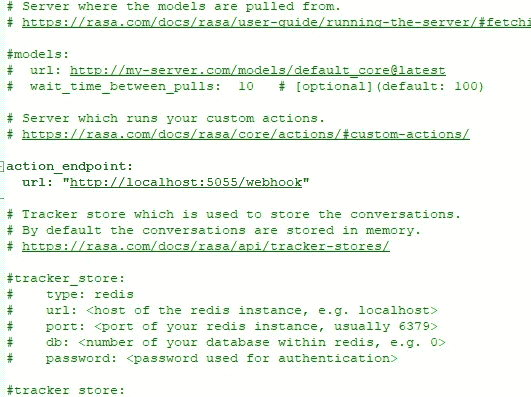 # Server where the models are pulled from.
# https://rasa.com/docs/rasa/user-guide/running-the-server/#fetchi
#models:
#  url: http://my-server.com/models/default_core@latest
#  wait_time_between_pulls:  10   # [optional](default: 100)
# Server which runs your custom actions.
# https://rasa.com/docs/rasa/core/actions/#custom-actions/
action_endpoint:
  url: "http://localhost:5055/webhook"
# Tracker store which is used to store the conversations.
# By default the conversations are stored in memory.
# https://rasa.com/docs/rasa/api/tracker-stores/
#tracker_store:
#    type: redis
#    url: <host of the redis instance, e.g. localhost>
#    port: <port of your redis instance, usually 6379>
#    db: <number of your database within redis, e.g. 0>
#    password: <password used for authentication>
#tracker_store: